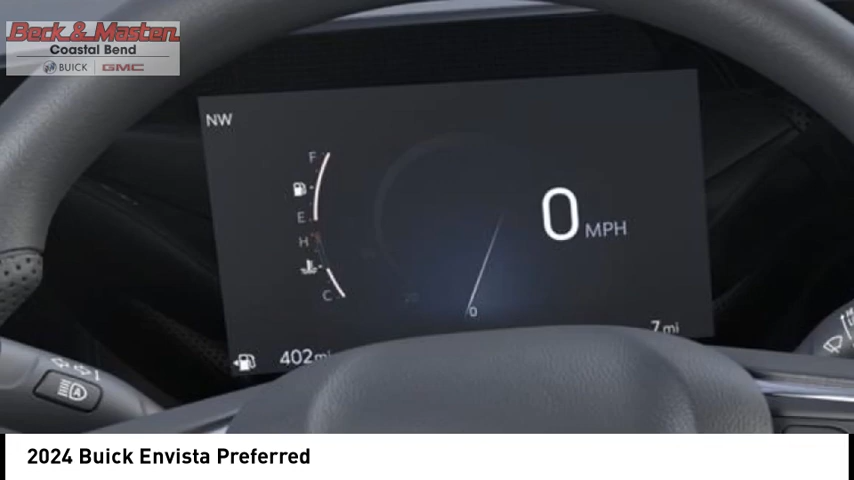 Beck & Masten
Coastal Bend
BUICK | GMC
NW
F
E
H
C
0 MPH
0
402mi
7mi
A
2024 Buick Envista Preferred